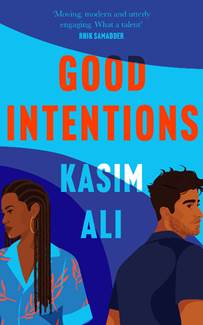 ‘Moving, modern and utterly
engaging. What a talent’
RHIK SAMADDER
GOOD
INTENTIONS
KASIM
ALI